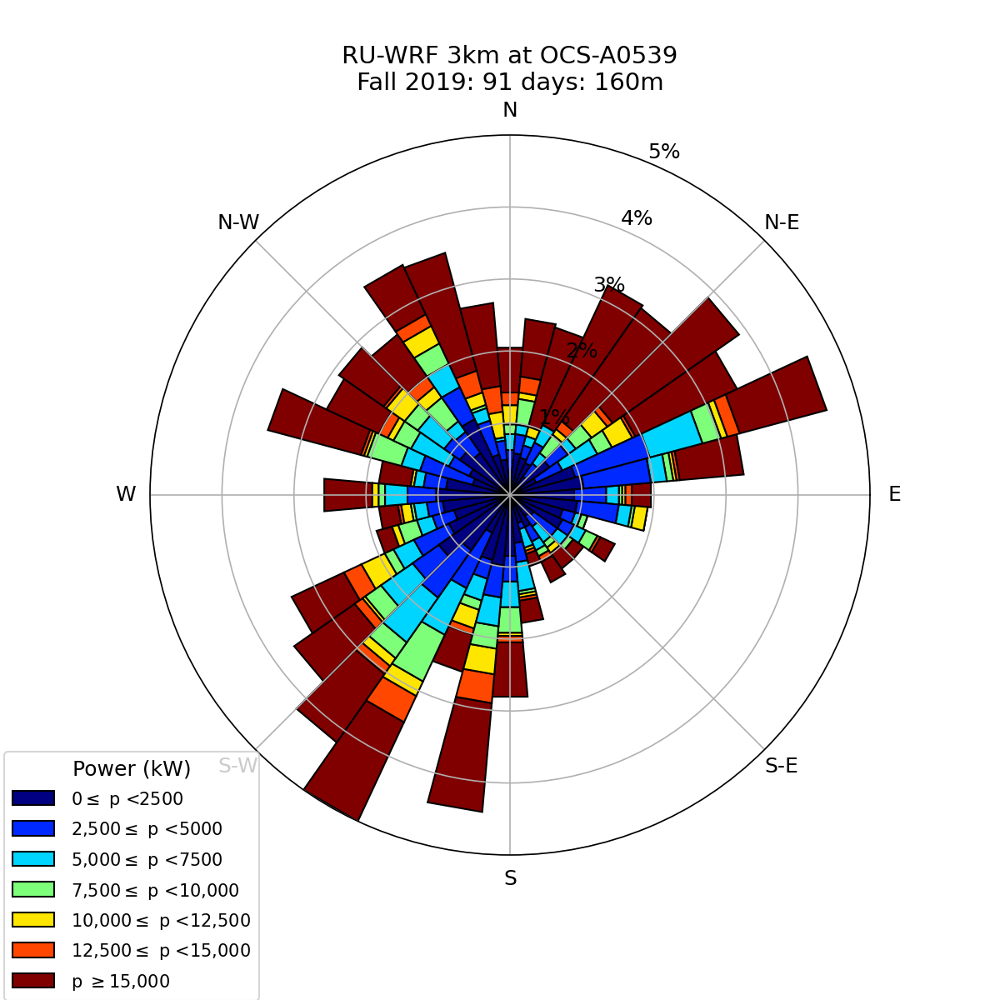 RU-WRF 3km at OCS-A0539
Fall 2019: 91 days: 160m
N
5%
N-W
4%
N-E
3%
2%
1%
W
E
S-W
S-E
S
Power (kW)
0≤ p <2500
2,500≤ p <5000
5,000≤ p <7500
7,500≤ p <10,000
10,000≤ p <12,500
12,500≤ p <15,000
p ≥15,000